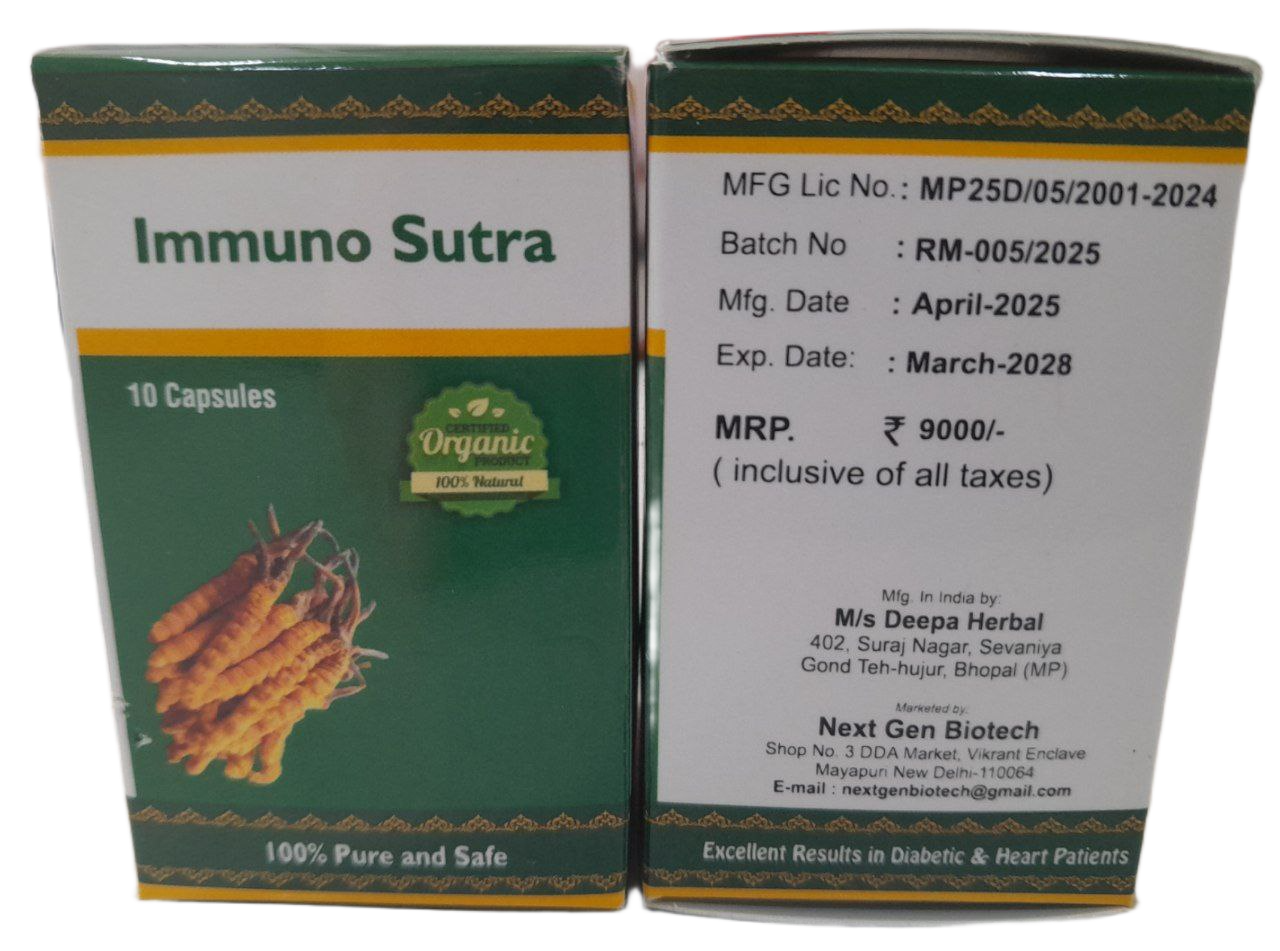 Immuno Sutra
10 Capsules
CERTIFIED
Organic
PRODUCT
100% Natural
100% Pure and Safe
MFG Lic No.: MP25D/05/2001-2024
Batch No : RM-005/2025
Mfg. Date : April-2025
Exp. Date: : March-2028
MRP. ₹ 9000/-
( inclusive of all taxes)
Mfg. In India by:
M/s Deepa Herbal
402, Suraj Nagar, Sevaniya
Gond Teh-hujur, Bhopal (MP)
Marketed by:
Next Gen Biotech
Shop No. 3 DDA Market, Vikrant Enclave
Mayapuri New Delhi-110064
E-mail : nextgenbiotech@gmail.com
Excellent Results in Diabetic & Heart Patients